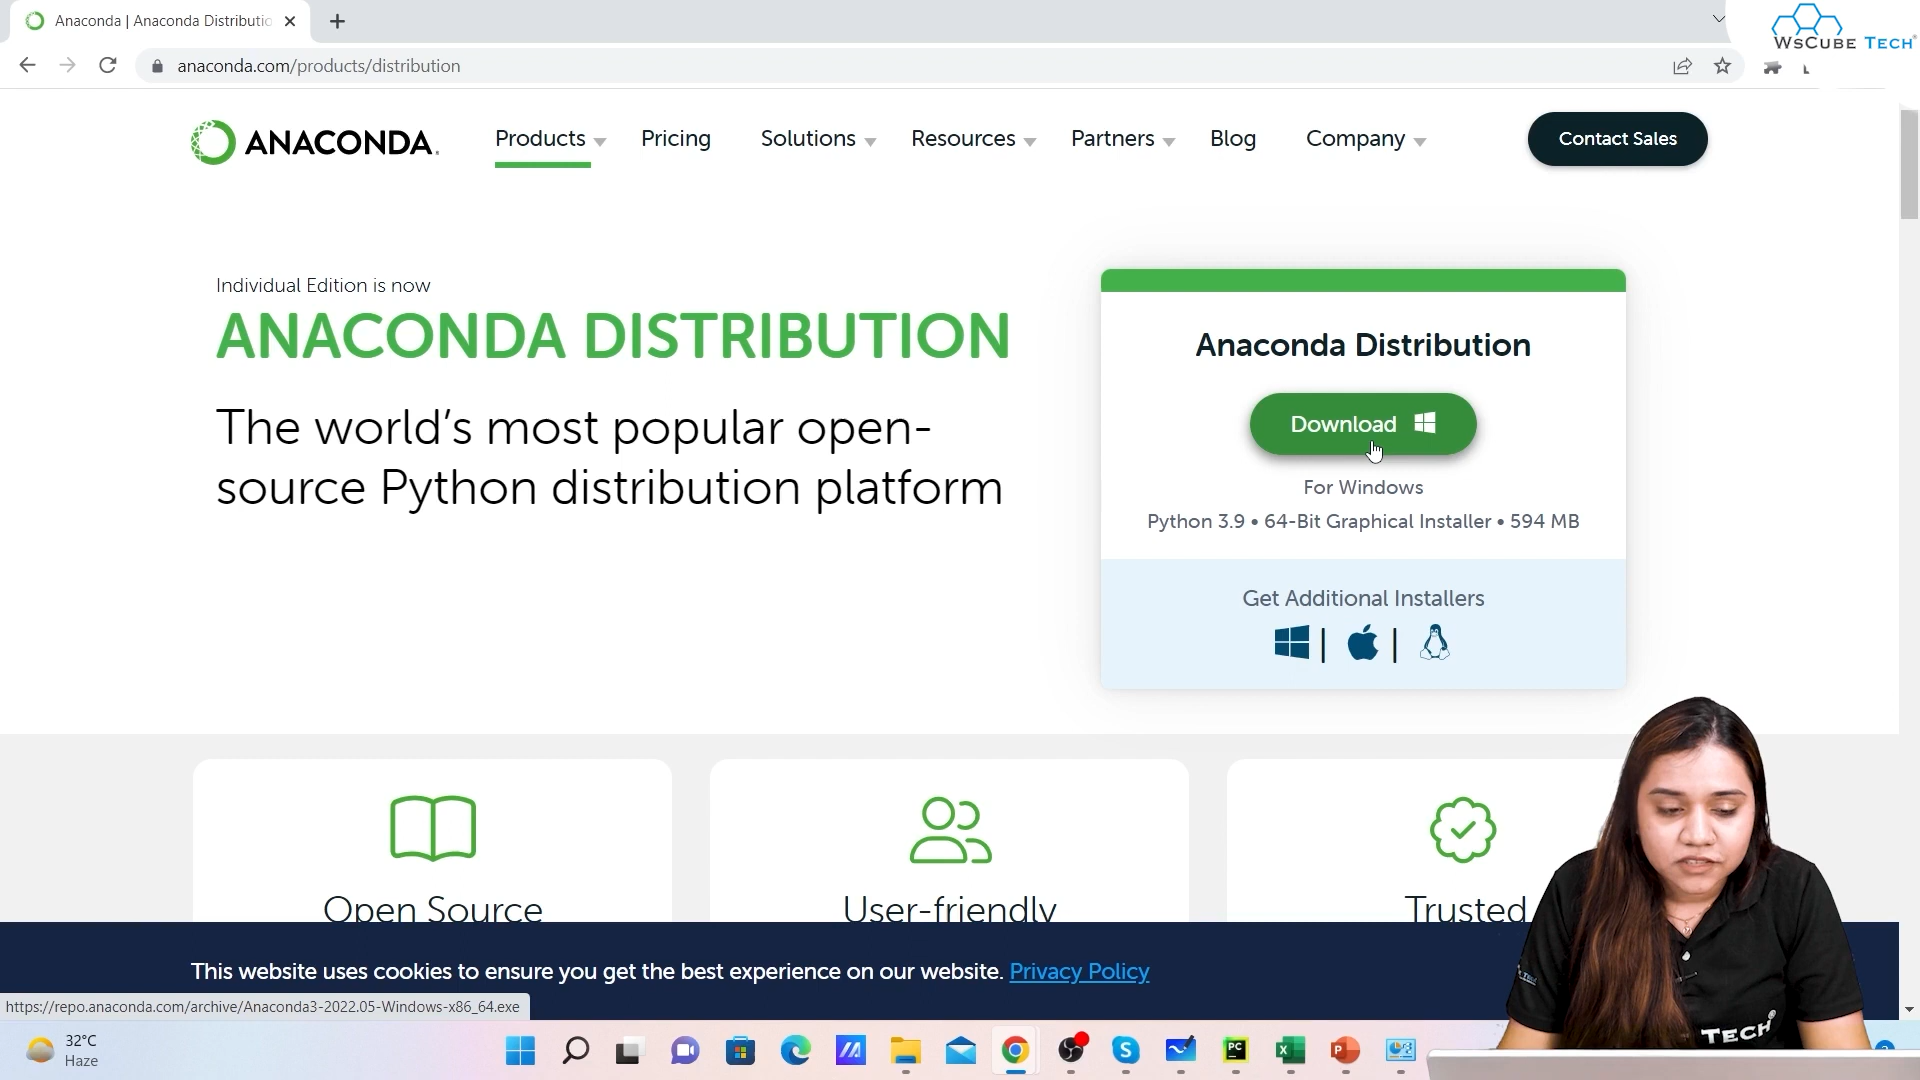 Anaconda | Anaconda Distributio
WsCube Tech
anaconda.com/products/distribution
ANACONDA.
Products
Pricing
Solutions
Resources
Partners
Blog
Company
Contact Sales
Individual Edition is now
ANACONDA DISTRIBUTION
The world’s most popular open-
source Python distribution platform
Anaconda Distribution
Download
For Windows
Python 3.9 • 64-Bit Graphical Installer • 594 MB
Get Additional Installers
Open Source
User-friendly
Trusted
This website uses cookies to ensure you get the best experience on our website. Privacy Policy
https://repo.anaconda.com/archive/Anaconda3-2022.05-Windows-x86_64.exe
32°C
Haze
TECH